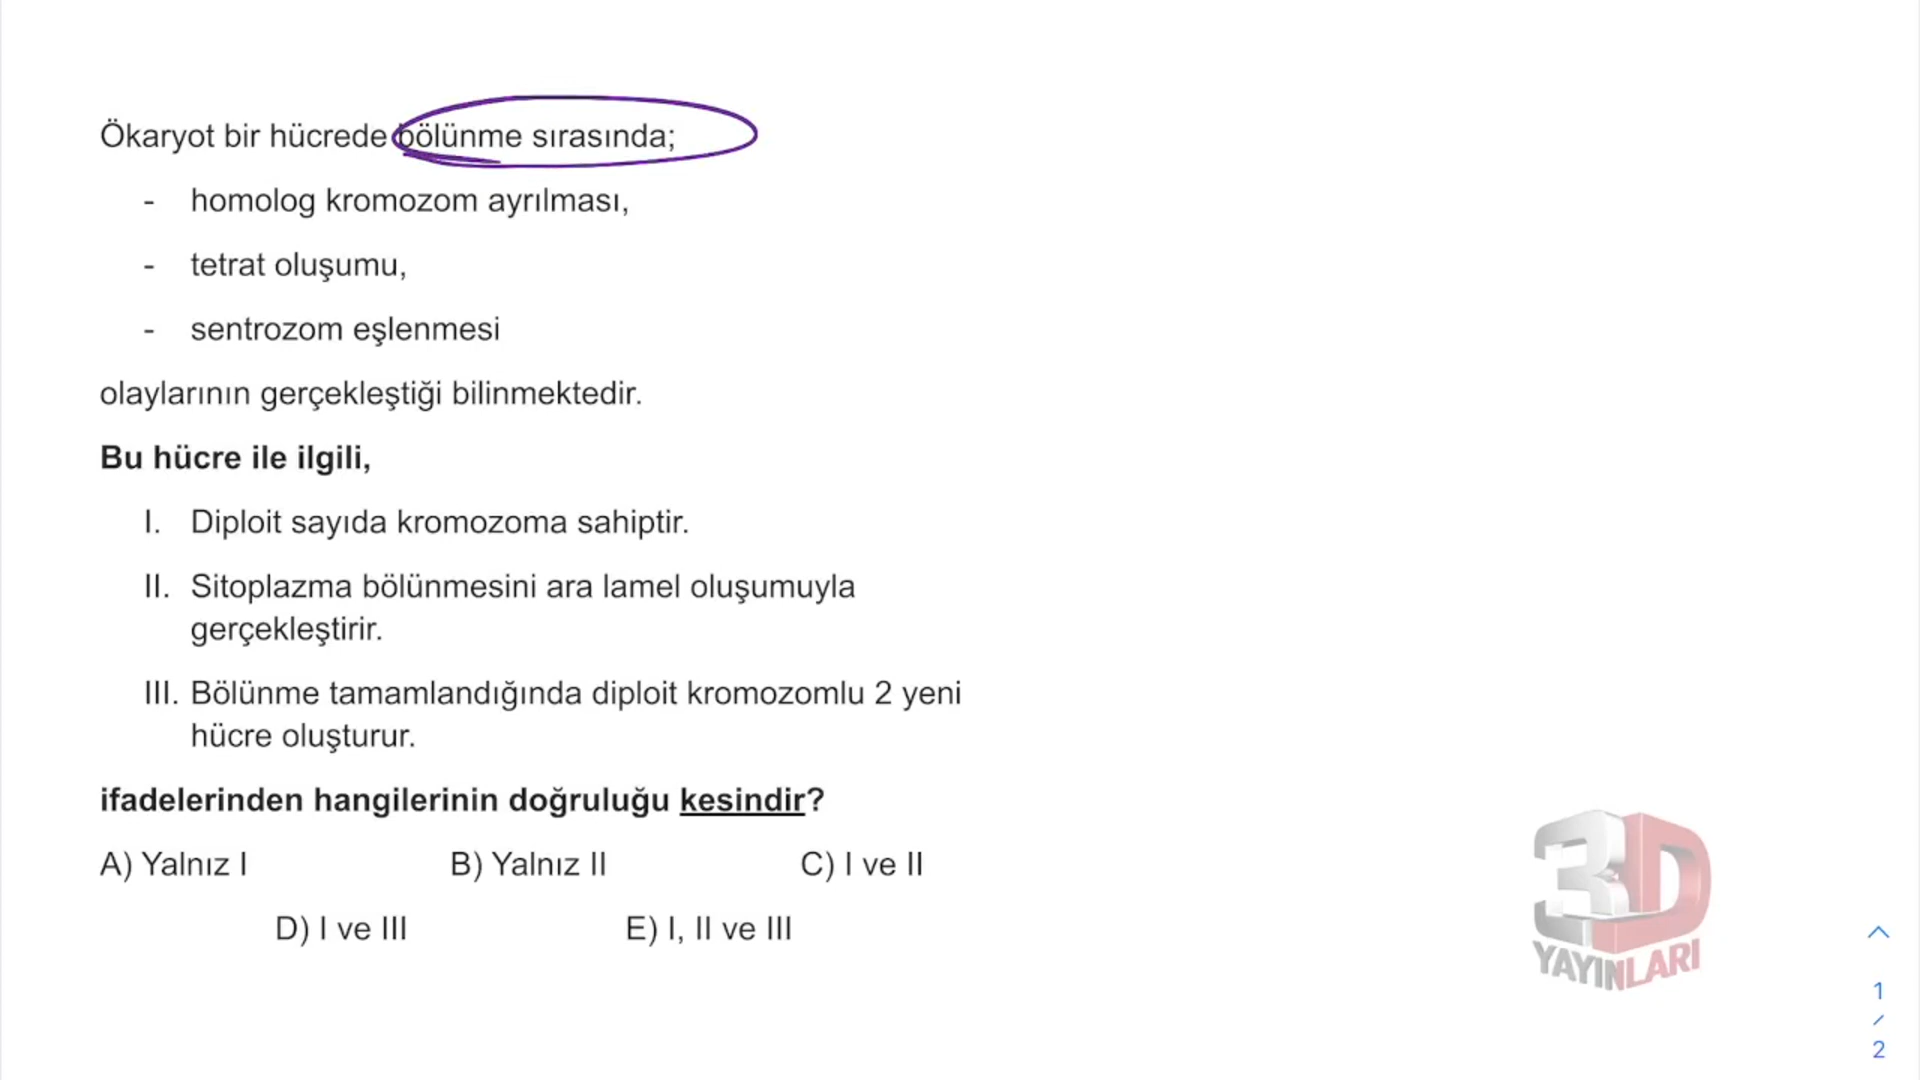 Ökaryot bir hücrede bölünme sırasında;
- homolog kromozom ayrılması,
- tetrat oluşumu,
- sentrozom eşlenmesi
olaylarının gerçekleştiği bilinmektedir.
Bu hücre ile ilgili,
I. Diploit sayıda kromozoma sahiptir.
II. Sitoplazma bölünmesini ara lamel oluşumuyla
gerçekleştirir.
III. Bölünme tamamlandığında diploit kromozomlu 2 yeni
hücre oluşturur.
ifadelerinden hangilerinin doğruluğu kesindir?
A) Yalnız I B) Yalnız II C) I ve II
D) I ve III E) I, II ve III
3D
YAYINLARI
1
/
2